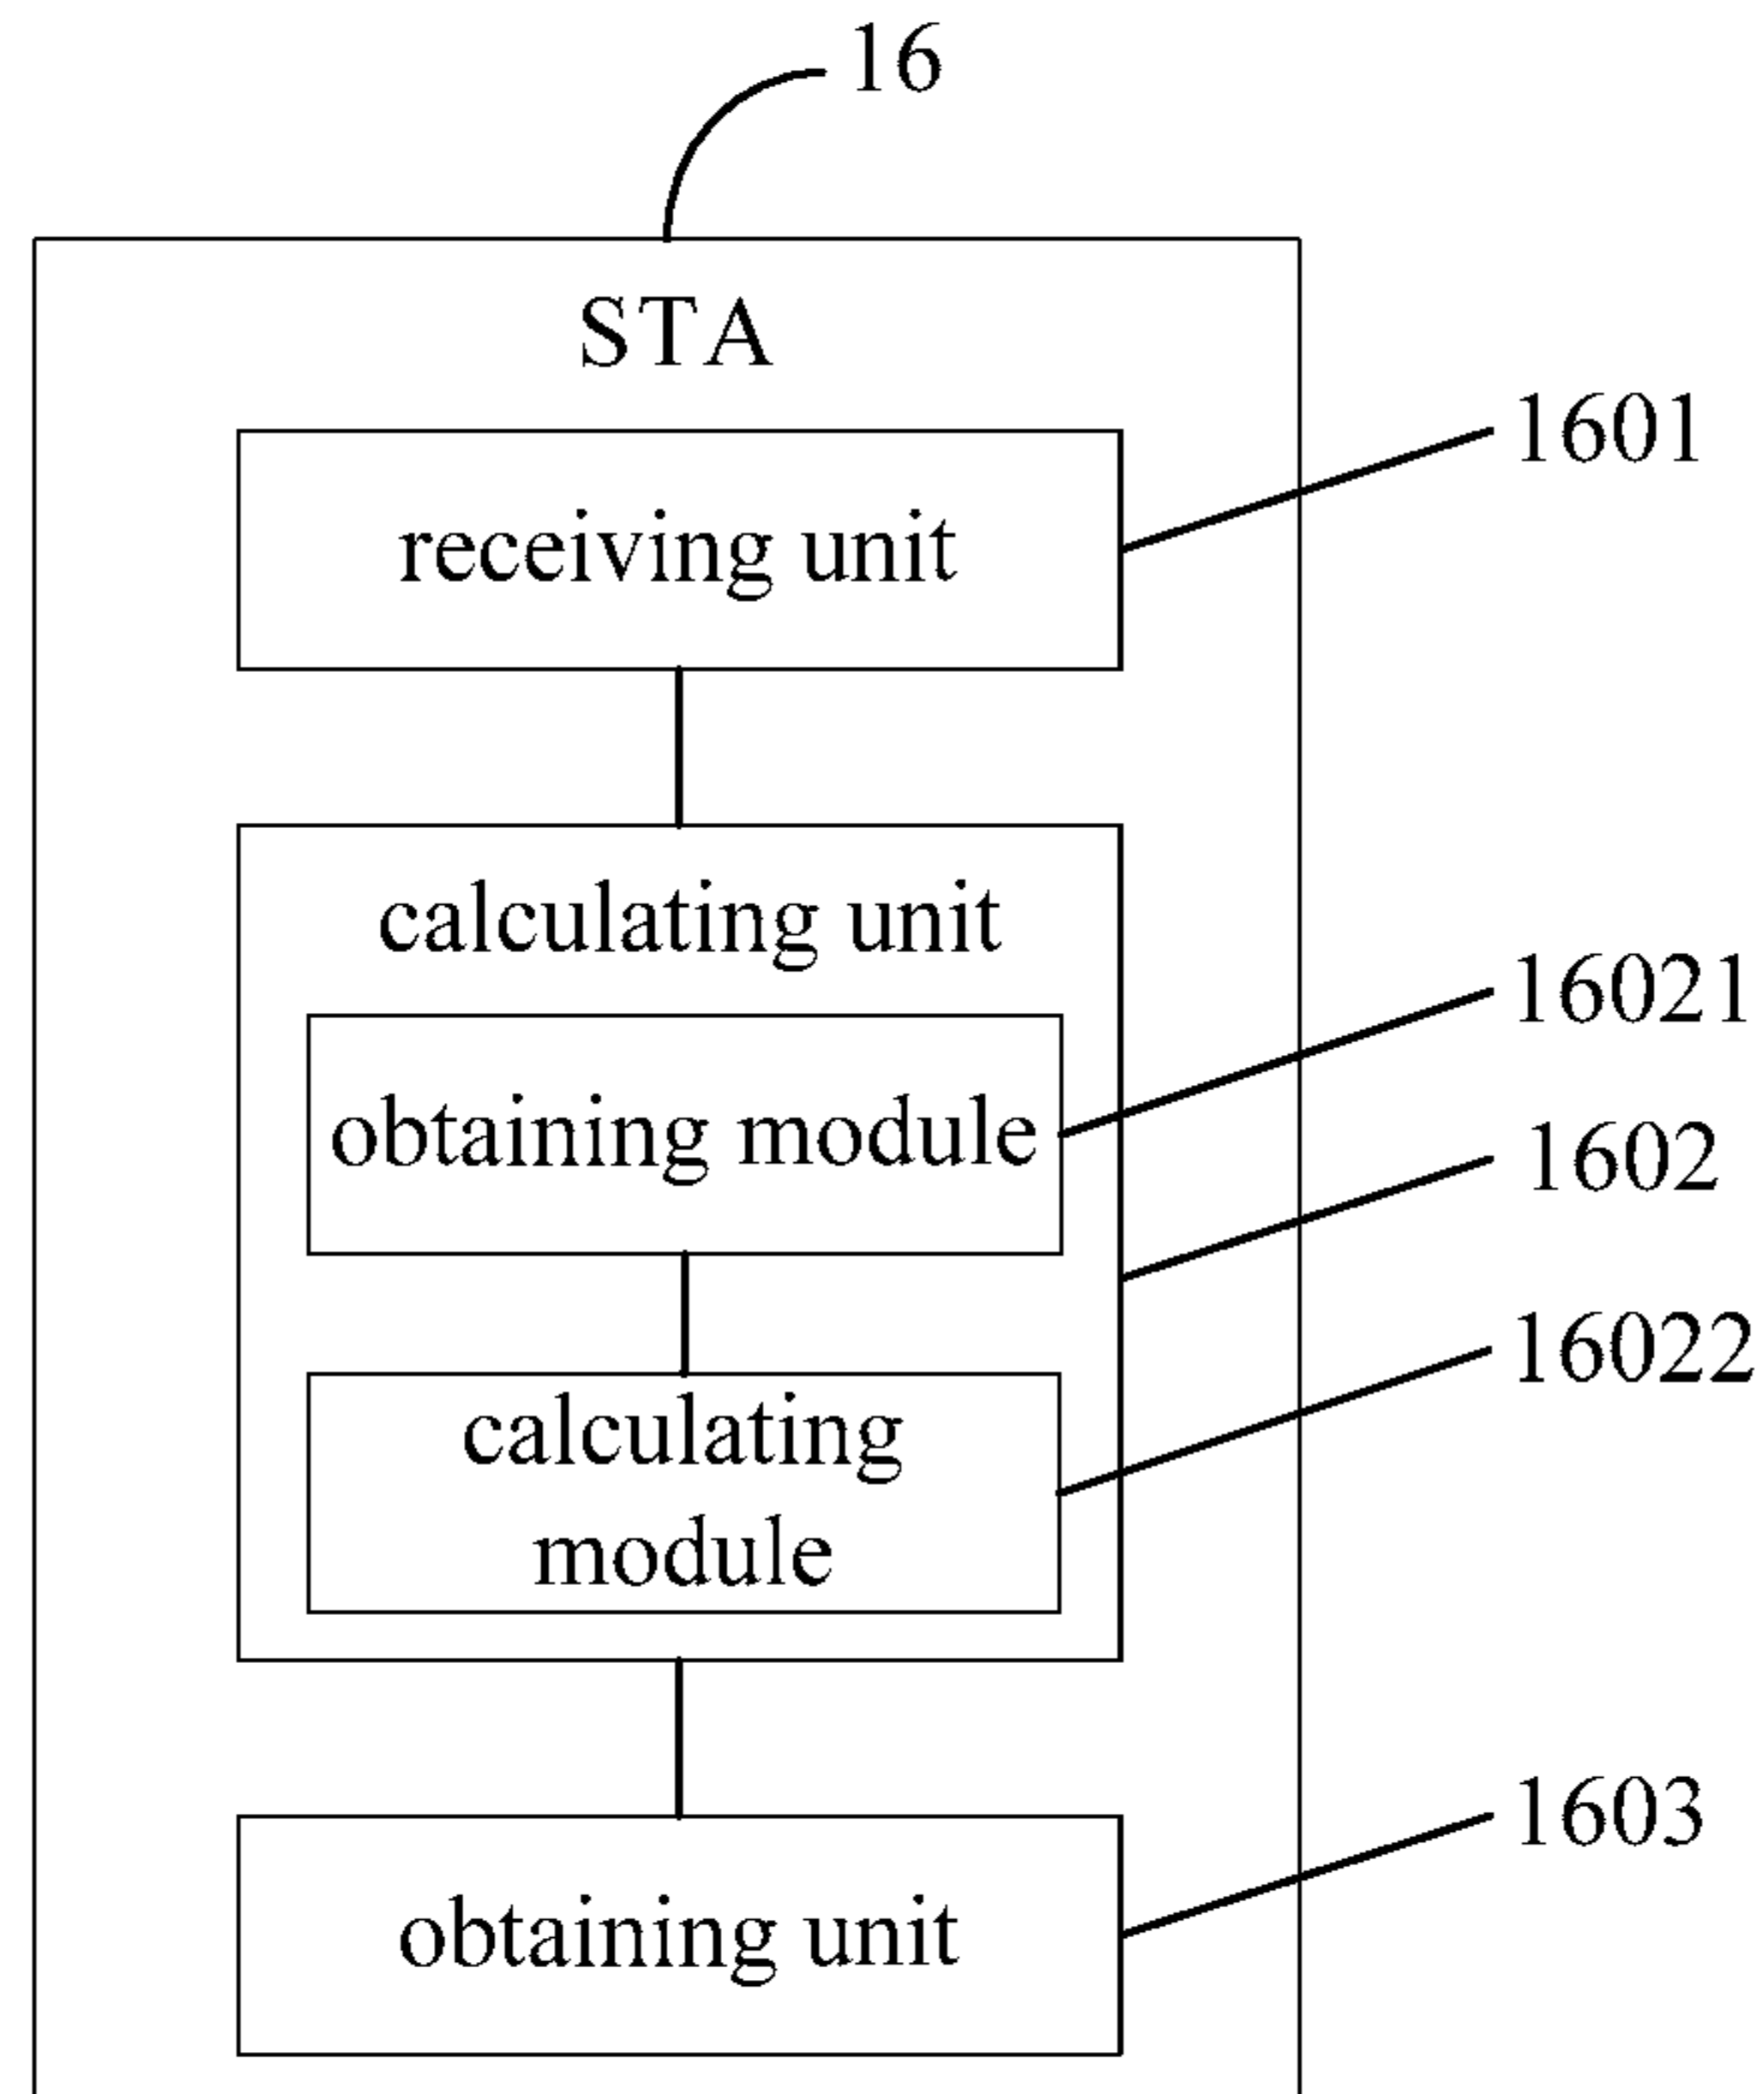 16
STA
1601
receiving unit
calculating unit
16021
obtaining module
1602
16022
calculating
module
1603
obtaining unit